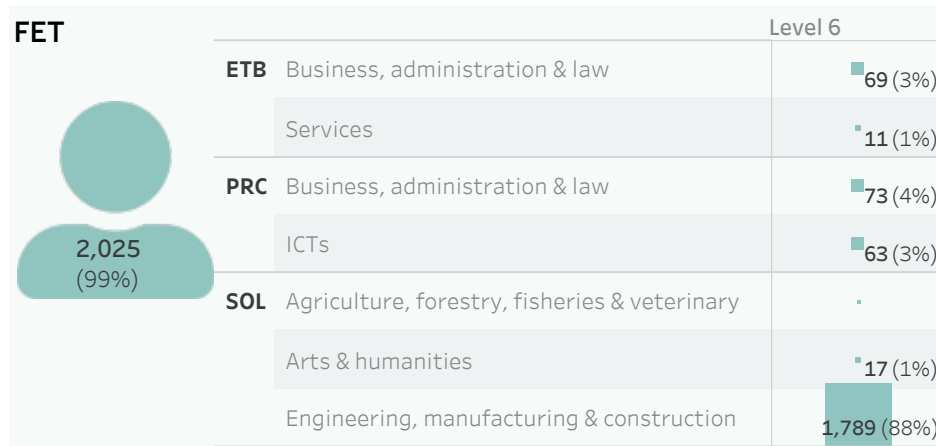 FET
Level 6
ETB Business, administration & law 69 (3%)
Services 11 (1%)
PRC Business, administration & law 73 (4%)
ICTs 63 (3%)
2,025
(99%)
SOL Agriculture, forestry, fisheries & veterinary
Arts & humanities 17 (1%)
Engineering, manufacturing & construction 1,789 (88%)